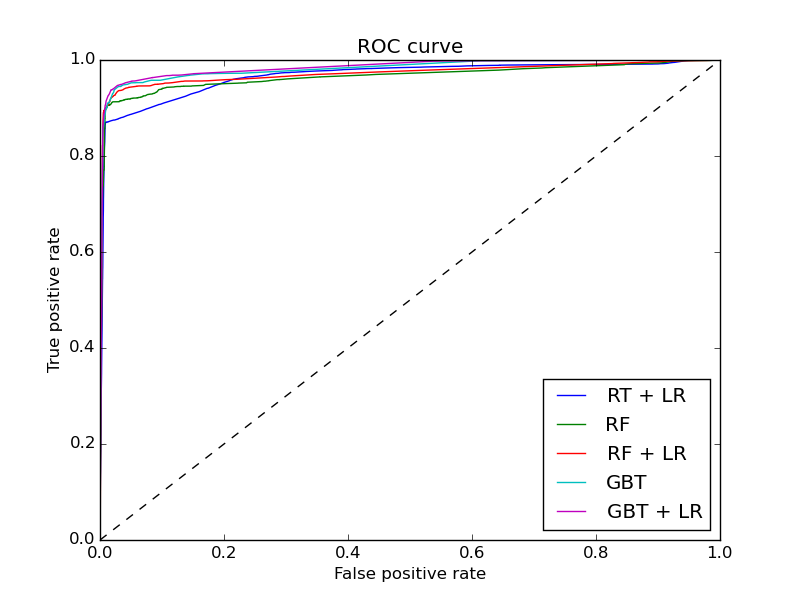 ROC curve
1.0
0.8
0.6
0.4
0.2
0.0
True positive rate
RT + LR
RF
RF + LR
GBT
GBT + LR
0.0 0.2 0.4 0.6 0.8 1.0
False positive rate